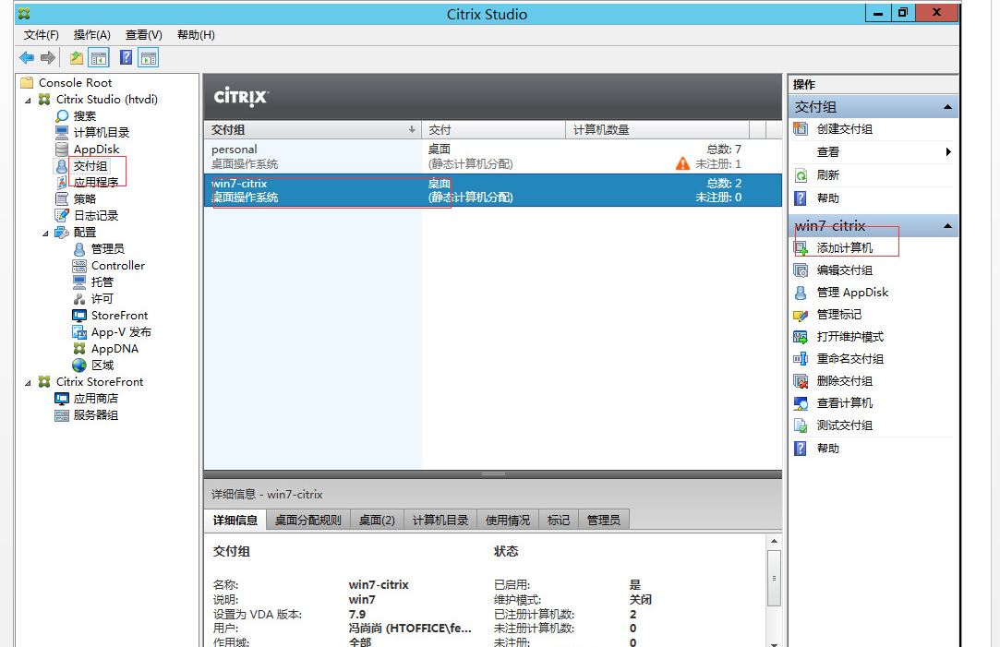 Citrix Studio
文件(F) 操作(A) 查看(V) 帮助(H)
Console Root
Citrix Studio (htvdi)
搜索
计算机目录
AppDisk
交付组
应用程序
策略
日志记录
配置
管理员
Controller
托管
许可
StoreFront
App-V 发布
AppDNA
区域
Citrix StoreFront
应用商店
服务器组
CITRIX
交付组 交付 计算机数量
personal 桌面 总数: 7
桌面操作系统 (静态计算机分配) 未注册: 1
win7-citrix 桌面 总数: 2
桌面操作系统 (静态计算机分配) 未注册: 0
详细信息 - win7-citrix
详细信息 桌面分配规则 桌面(2) 计算机目录 使用情况 标记 管理员
交付组 状态
名称: win7-citrix 已启用: 是
说明: win7 维护模式: 关闭
设置为 VDA 版本: 7.9 已注册计算机数: 2
用户: 冯尚尚 (HTOFFICE\fe... 未注册计算机数: 0
作用域: 全部 未注册: 0
操作
交付组
创建交付组
查看
刷新
帮助
win7-citrix
添加计算机
编辑交付组
管理 AppDisk
管理标记
打开维护模式
重命名交付组
删除交付组
查看计算机
测试交付组
帮助